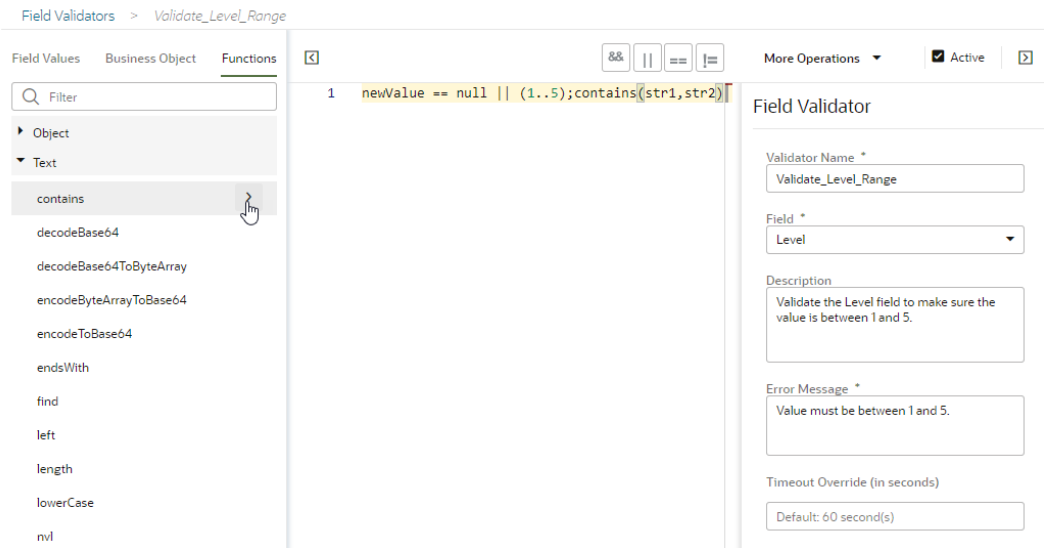 Field Validators > Validate_Level_Range
Field Values Business Object Functions
&& || == != More Operations Active
Filter
Object
Text
contains
decodeBase64
decodeBase64ToByteArray
encodeByteArrayToBase64
encodeToBase64
endsWith
find
left
length
lowerCase
nvl
1 newValue == null || (1..5);contains(str1,str2)
Field Validator
Validator Name *
Validate_Level_Range
Field *
Level
Description
Validate the Level field to make sure the
value is between 1 and 5.
Error Message *
Value must be between 1 and 5.
Timeout Override (in seconds)
Default: 60 second(s)